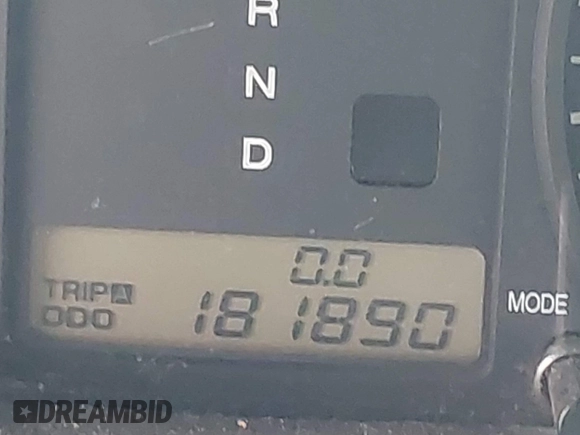 R
N
D
0.0
TRIP A
ODO 181890
MODE
DREAMBID